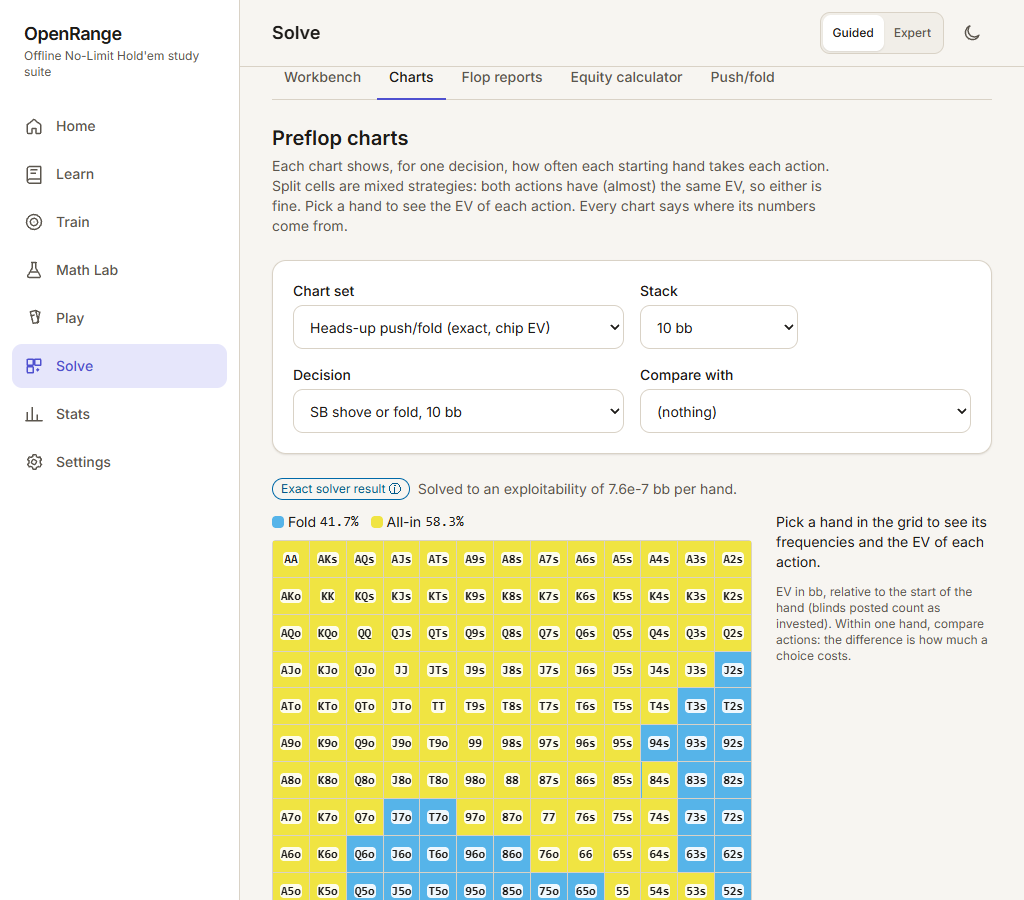 OpenRange
Offline No-Limit Hold'em study
suite
Home
Learn
Train
Math Lab
Play
Solve
Stats
Settings
Solve
Guided Expert
Workbench Charts Flop reports Equity calculator Push/fold
Preflop charts
Each chart shows, for one decision, how often each starting hand takes each action.
Split cells are mixed strategies: both actions have (almost) the same EV, so either is
fine. Pick a hand to see the EV of each action. Every chart says where its numbers
come from.
Chart set
Heads-up push/fold (exact, chip EV)
Stack
10 bb
Decision
SB shove or fold, 10 bb
Compare with
(nothing)
Exact solver result ⓘ Solved to an exploitability of 7.6e-7 bb per hand.
Fold 41.7% All-in 58.3%
AA AKs AQs AJs ATs A9s A8s A7s A6s A5s A4s A3s A2s
AKo KK KQs KJs KTs K9s K8s K7s K6s K5s K4s K3s K2s
AQo KQo QQ QJs QTs Q9s Q8s Q7s Q6s Q5s Q4s Q3s Q2s
AJo KJo QJo JJ JTs J9s J8s J7s J6s J5s J4s J3s J2s
ATo KTo QTo JTo TT T9s T8s T7s T6s T5s T4s T3s T2s
A9o K9o Q9o J9o T9o 99 98s 97s 96s 95s 94s 93s 92s
A8o K8o Q8o J8o T8o 98o 88 87s 86s 85s 84s 83s 82s
A7o K7o Q7o J7o T7o 97o 87o 77 76s 75s 74s 73s 72s
A6o K6o Q6o J6o T6o 96o 86o 76o 66 65s 64s 63s 62s
A5o K5o Q5o J5o T5o 95o 85o 75o 65o 55 54s 53s 52s
Pick a hand in the grid to see its
frequencies and the EV of each
action.
EV in bb, relative to the start of the
hand (blinds posted count as
invested). Within one hand, compare
actions: the difference is how much a
choice costs.